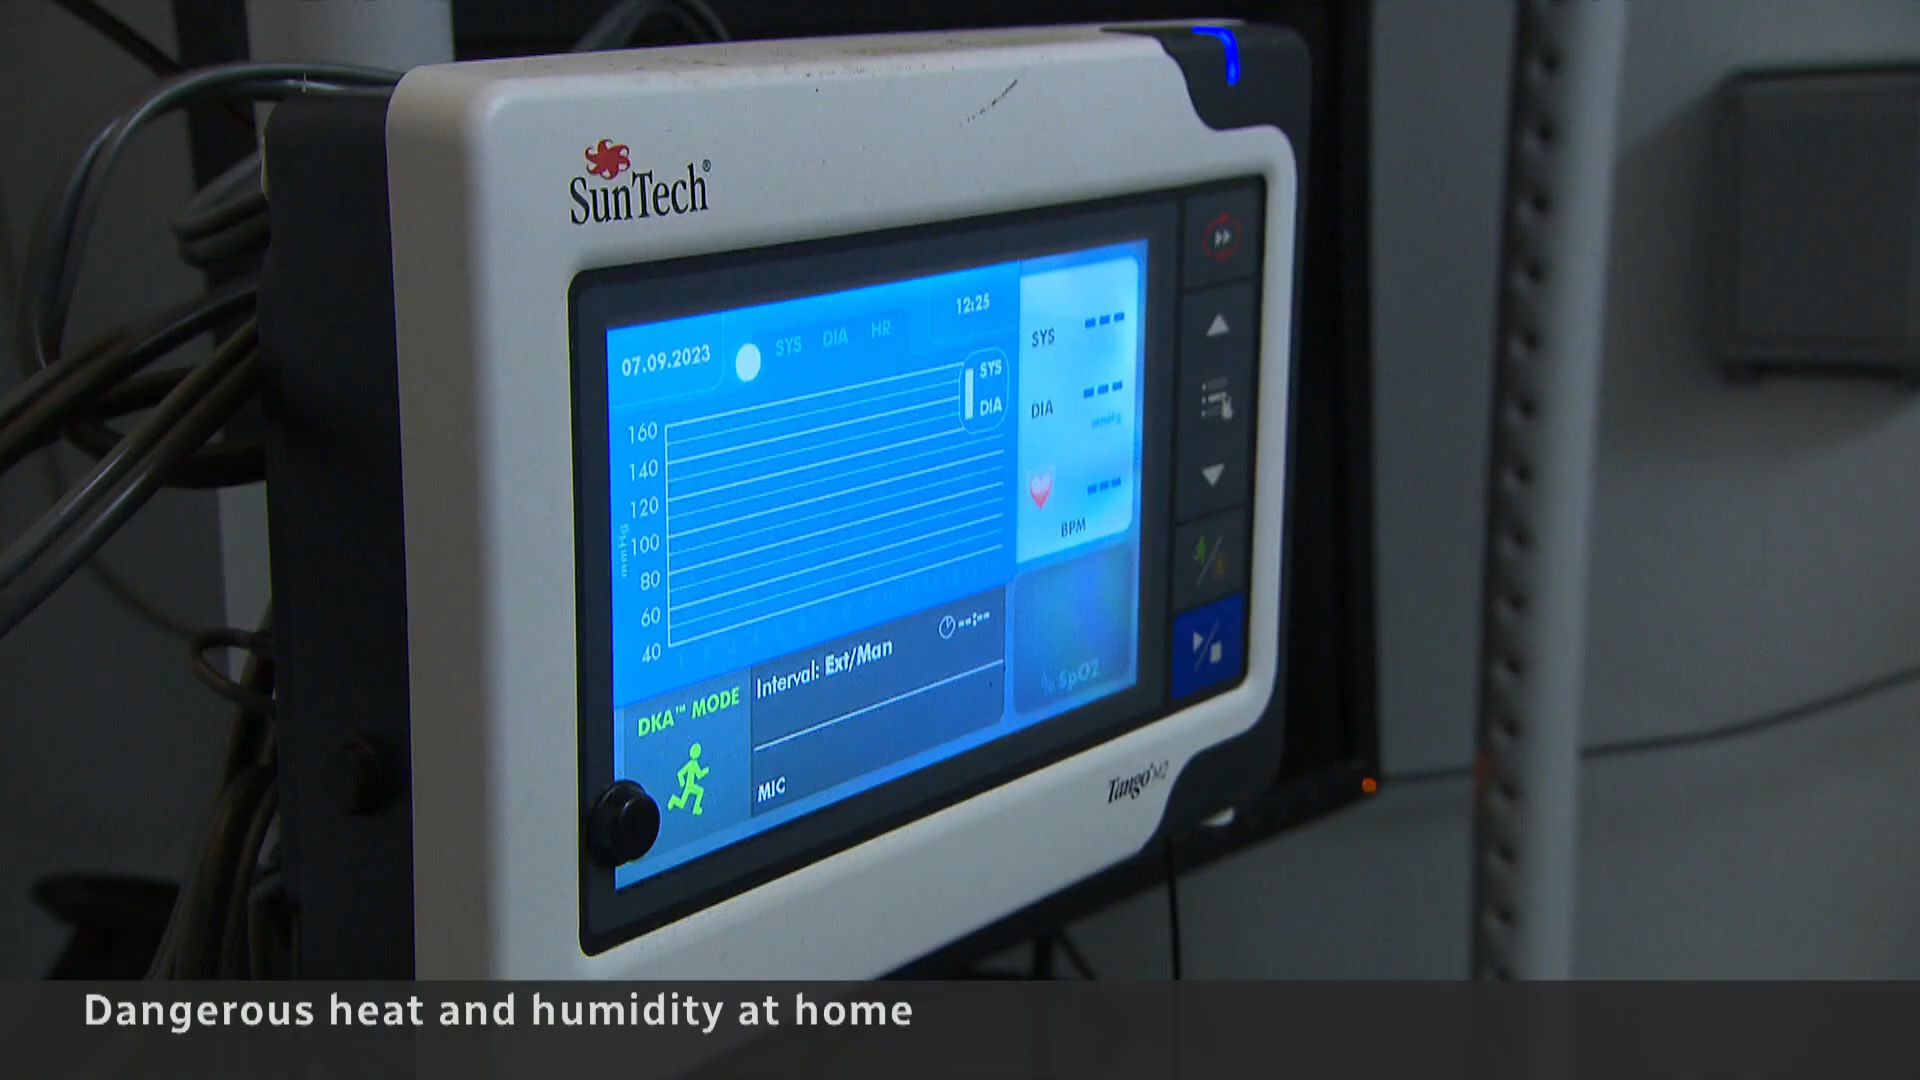 SunTech®
07.09.2023
SYS DIA HR
12:25
SYS
DIA
160
140
120
100
80
60
40
mmHg
SYS ---
DIA ---
mmHg
---
BPM
% SpO2
Interval: Ext/Man
--:--
DKA™ MODE
MIC
Tango® M2
Dangerous heat and humidity at home